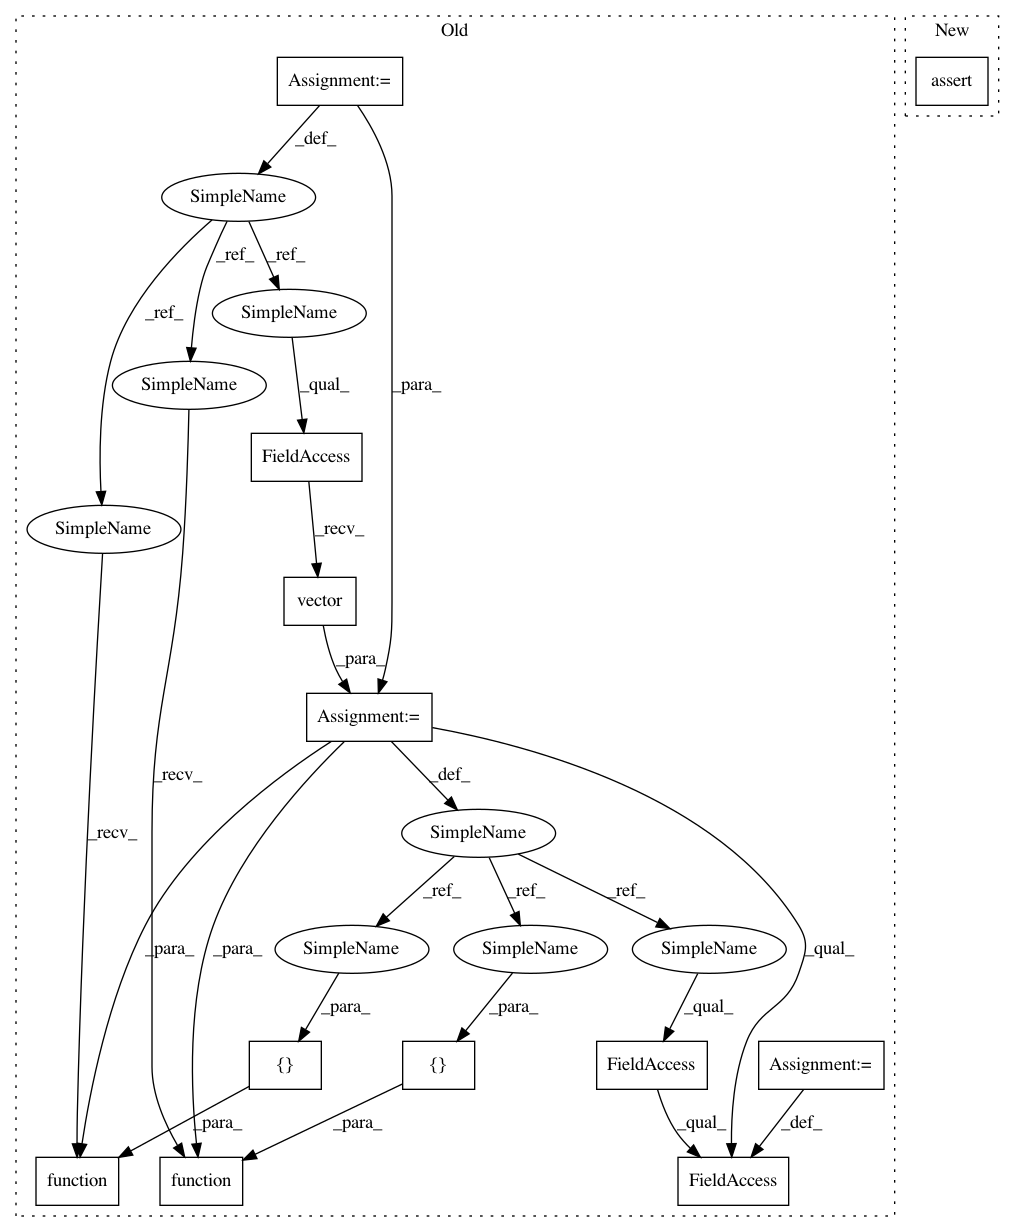 Old
New
Assignment:=
assert
_def_
SimpleName
_ref_
_ref_
_ref_
SimpleName
SimpleName
_qual_
_para_
FieldAccess
SimpleName
_recv_
vector
_para_
Assignment:=
_recv_
_def_
_recv_
SimpleName
_ref_
_ref_
_ref_
_para_
_para_
_qual_
SimpleName
SimpleName
SimpleName
_para_
_para_
_qual_
{}
{}
FieldAccess
Assignment:=
_para_
_para_
_qual_
_def_
function
function
FieldAccess